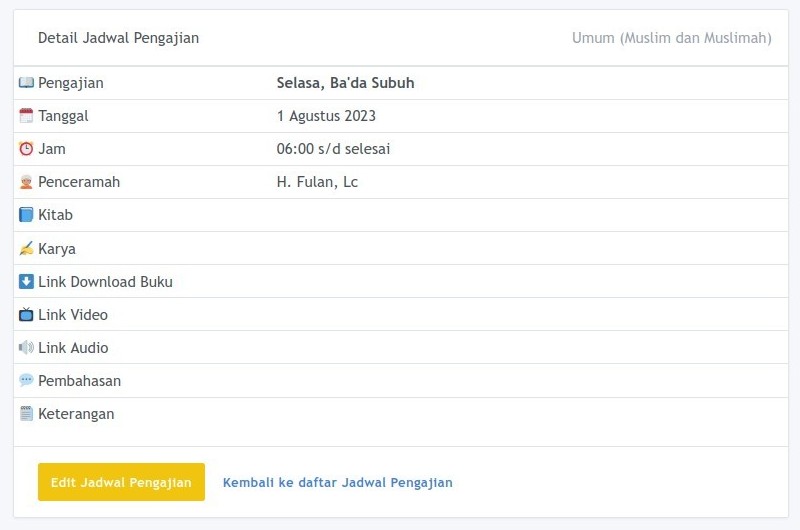 Detail Jadwal Pengajian Umum (Muslim dan Muslimah)
Pengajian Selasa, Ba'da Subuh
Tanggal 1 Agustus 2023
Jam 06:00 s/d selesai
Penceramah H. Fulan, Lc
Kitab
Karya
Link Download Buku
Link Video
Link Audio
Pembahasan
Keterangan
Edit Jadwal Pengajian Kembali ke daftar Jadwal Pengajian